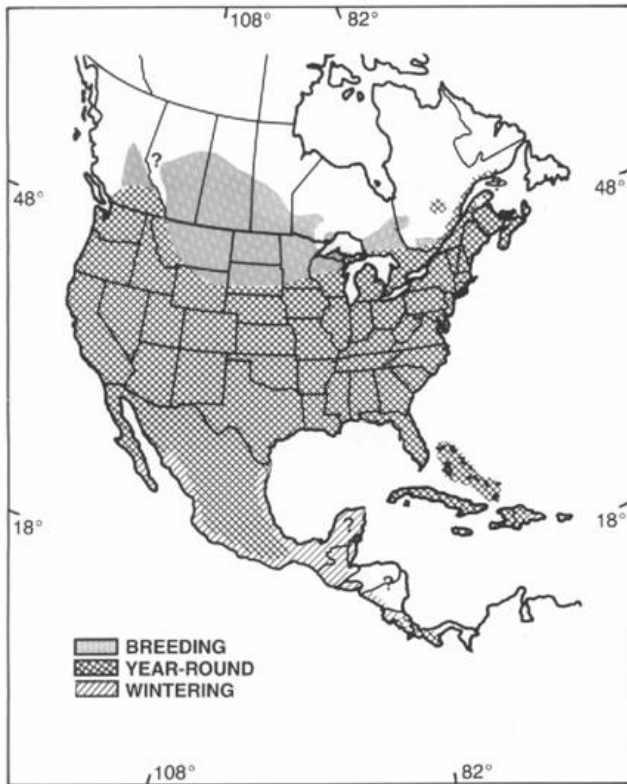 108° 82°
?
48° 48°
18° 18°
?
?
BREEDING
YEAR-ROUND
WINTERING
108° 82°